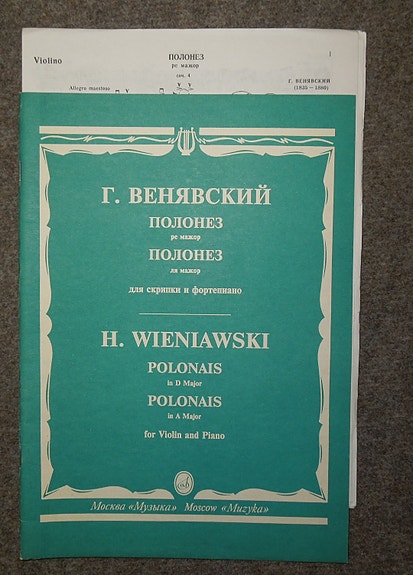 Violino
ПОЛОНЕЗ
ре мажор
соч. 4
1
Г. ВЕНЯВСКИЙ
(1835 — 1880)
Allegro maestoso
Г. ВЕНЯВСКИЙ
ПОЛОНЕЗ
ре мажор
ПОЛОНЕЗ
ля мажор
для скрипки и фортепиано
H. WIENIAWSKI
POLONAIS
in D Major
POLONAIS
in A Major
for Violin and Piano
Москва «Музыка» Moscow «Muzyka»